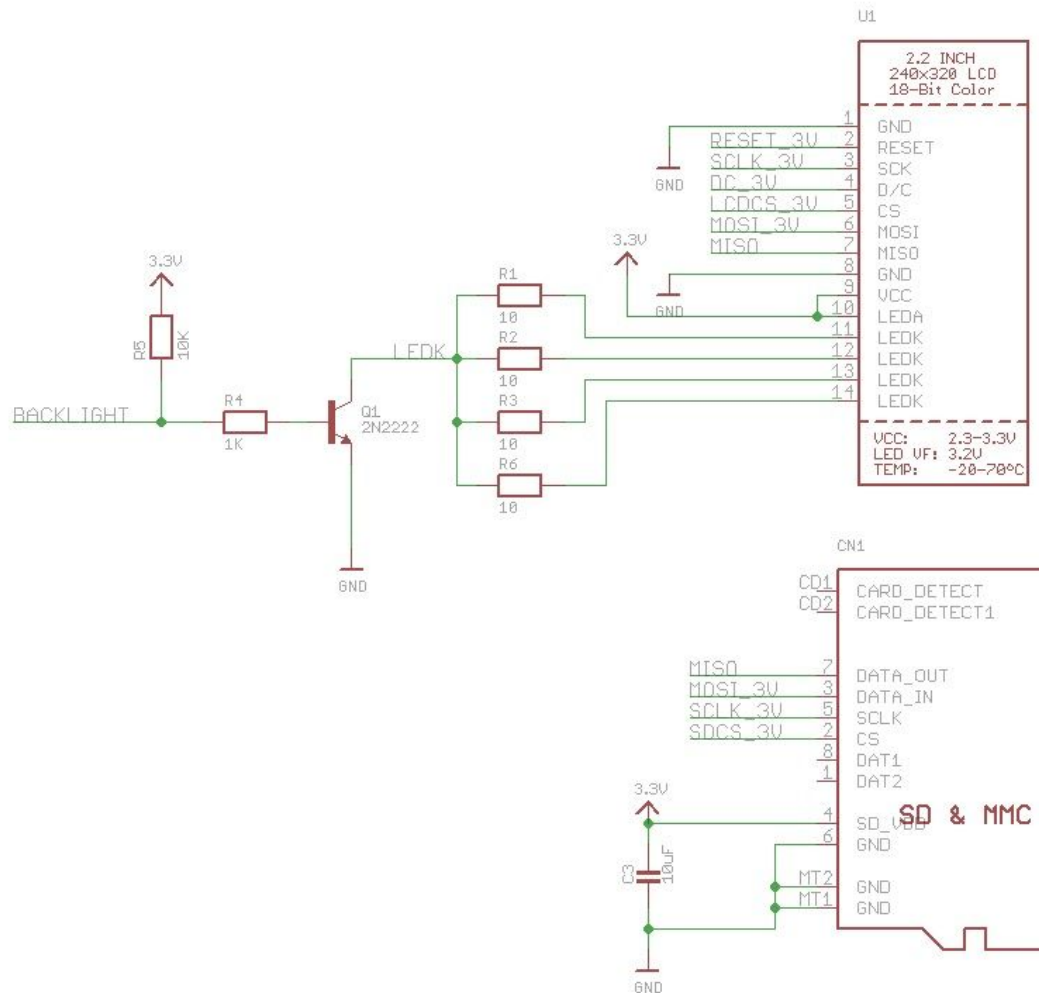 U1
2.2 INCH
240x320 LCD
18-Bit Color
1 GND
RESET_3V 2 RESET
SCLK_3V 3 SCK
GND
DC_3V 4 D/C
LCDCS_3V 5 CS
MOSI_3V 6 MOSI
3.3V
MISO 7 MISO
8 GND
GND
9 VCC
10 LEDA
11 LEDK
12 LEDK
13 LEDK
14 LEDK
VCC: 2.3-3.3V
LED VF: 3.2V
TEMP: -20-70°C
3.3V
R5
10K
BACKLIGHT
R4
1K
Q1
2N2222
GND
LEDK
R1
10
R2
10
R3
10
R6
10
CN1
CD1 CARD_DETECT
CD2 CARD_DETECT1
MISO 7 DATA_OUT
MOSI_3V 3 DATA_IN
SCLK_3V 5 SCLK
SDCS_3V 2 CS
8 DAT1
1 DAT2
3.3V
SD & MMC
4 SD_VDD
6 GND
C3
10uF
MT2 GND
MT1 GND
GND